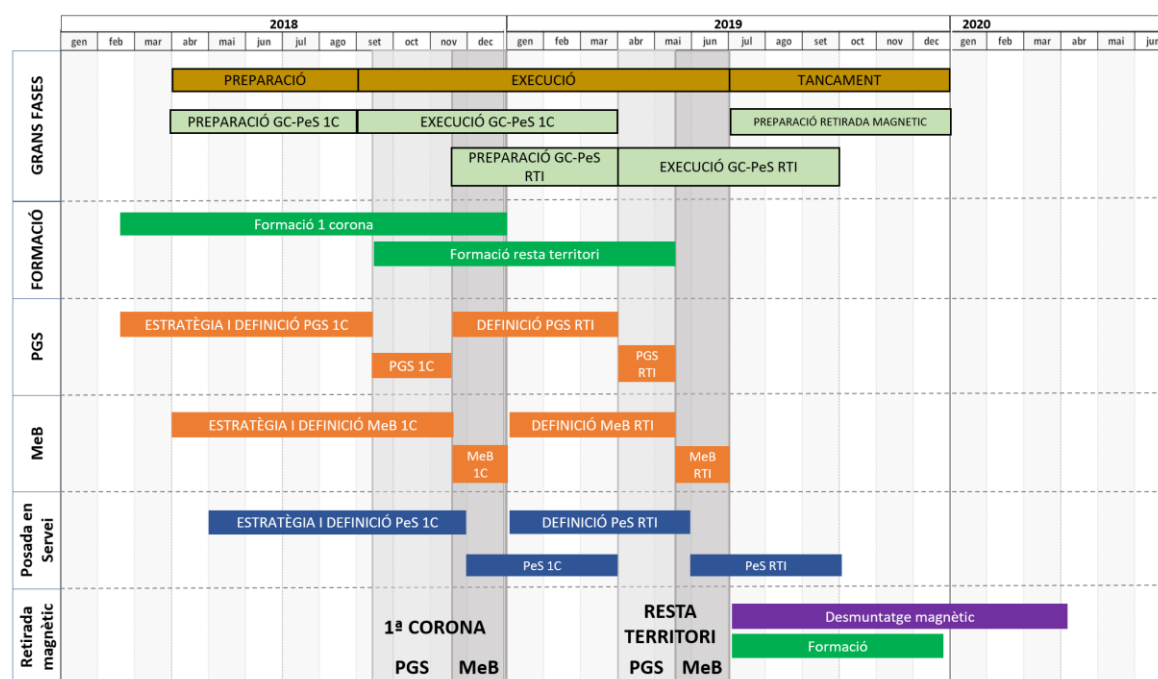 2018 2019 2020
gen feb mar abr mai jun jul ago set oct nov dec gen feb mar abr mai jun jul ago set oct nov dec gen feb mar abr mai
GRANS FASES
PREPARACIÓ EXECUCIÓ TANCAMENT
PREPARACIÓ GC-PeS 1C EXECUCIÓ GC-PeS 1C PREPARACIÓ RETIRADA MAGNETIC
PREPARACIÓ GC-PeS
RTI
EXECUCIÓ GC-PeS RTI
FORMACIÓ
Formació 1 corona
Formació resta territori
PGS
ESTRATÈGIA I DEFINICIÓ PGS 1C DEFINICIÓ PGS RTI
PGS 1C
PGS
RTI
MeB
ESTRATÈGIA I DEFINICIÓ MeB 1C DEFINICIÓ MeB RTI
MeB
1C
MeB
RTI
Posada en
Servei
ESTRATÈGIA I DEFINICIÓ PeS 1C DEFINICIÓ PeS RTI
PeS 1C PeS RTI
Retirada
magnètic
1ª CORONA
PGS MeB
RESTA
TERRITORI
PGS MeB
Desmuntatge magnètic
Formació